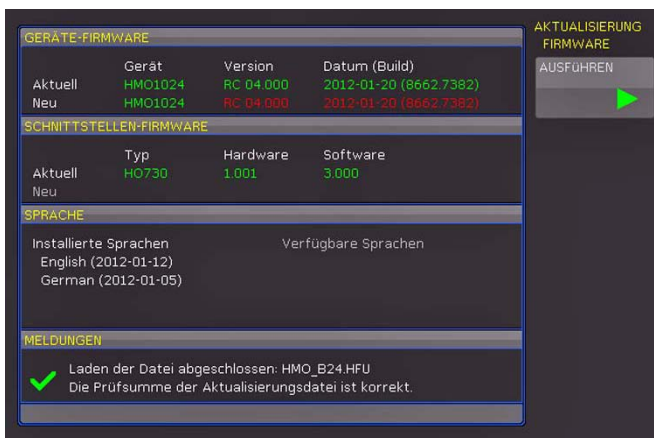 GERÄTE-FIRMWARE
Gerät Version Datum (Build)
Aktuell HMO1024 RC 04.000 2012-01-20 (8662.7382)
Neu HMO1024 RC 04.000 2012-01-20 (8662.7382)
SCHNITTSTELLEN-FIRMWARE
Typ Hardware Software
Aktuell HO730 1.001 3.000
Neu
SPRACHE
Installierte Sprachen Verfügbare Sprachen
English (2012-01-12)
German (2012-01-05)
MELDUNGEN
Laden der Datei abgeschlossen: HMO_B24.HFU
Die Prüfsumme der Aktualisierungsdatei ist korrekt.
AKTUALISIERUNG
FIRMWARE
AUSFÜHREN